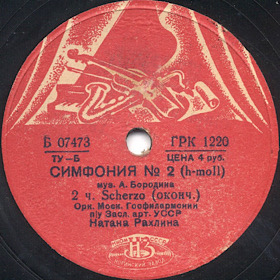 Б 07473 ГРК 1220
ТУ–Б ЦЕНА 4 руб.
СИМФОНИЯ № 2 (h-moll)
муз. А. Бородина
2 ч. Scherzo (оконч.)
Орк. Моск. Госфилармонии
п/у Засл. арт. УССР
Натана Рахлина